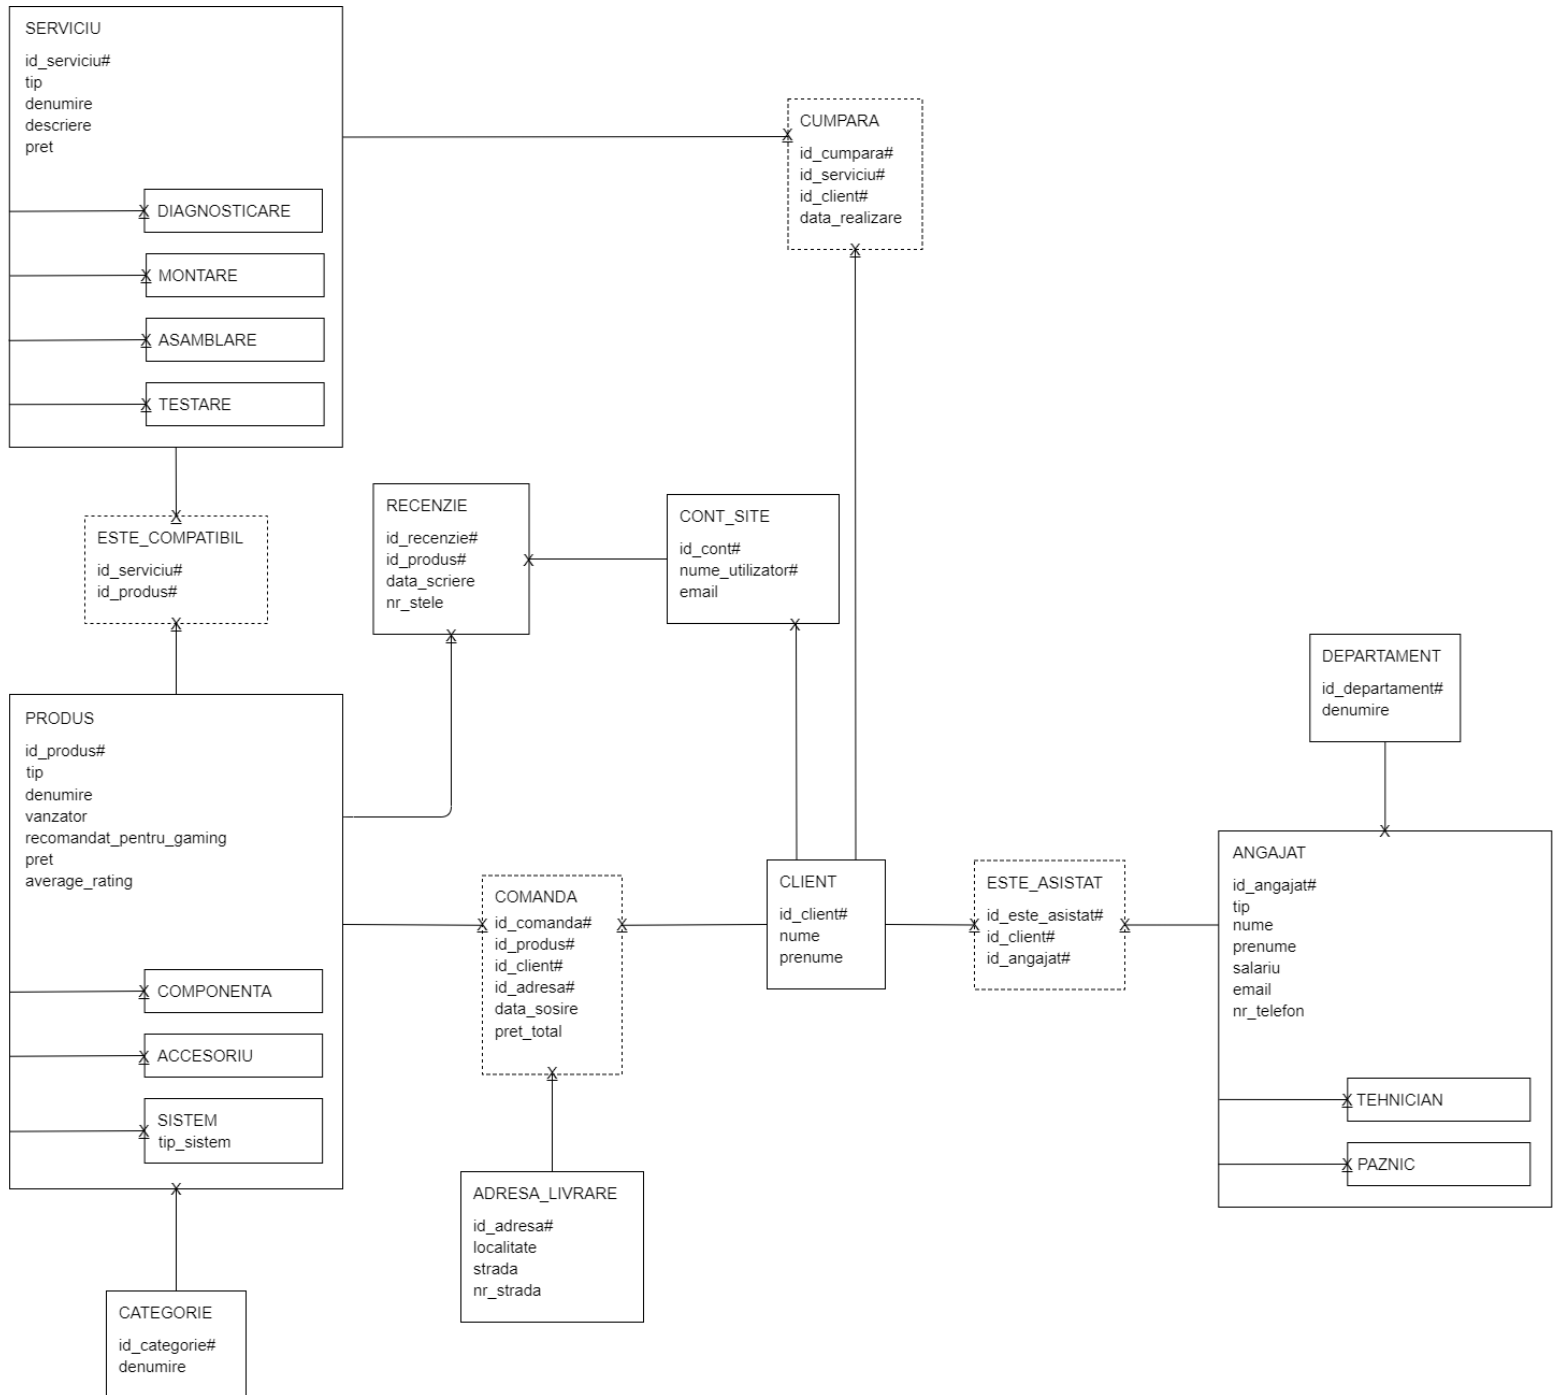 SERVICIU
id_serviciu#
tip
denumire
descriere
pret
DIAGNOSTICARE
MONTARE
ASAMBLARE
TESTARE
CUMPARA
id_cumpara#
id_serviciu#
id_client#
data_realizare
ESTE_COMPATIBIL
id_serviciu#
id_produs#
RECENZIE
id_recenzie#
id_produs#
data_scriere
nr_stele
CONT_SITE
id_cont#
nume_utilizator#
email
DEPARTAMENT
id_departament#
denumire
PRODUS
id_produs#
tip
denumire
vanzator
recomandat_pentru_gaming
pret
average_rating
COMPONENTA
ACCESORIU
SISTEM
tip_sistem
COMANDA
id_comanda#
id_produs#
id_client#
id_adresa#
data_sosire
pret_total
CLIENT
id_client#
nume
prenume
ESTE_ASISTAT
id_este_asistat#
id_client#
id_angajat#
ANGAJAT
id_angajat#
tip
nume
prenume
salariu
email
nr_telefon
TEHNICIAN
PAZNIC
ADRESA_LIVRARE
id_adresa#
localitate
strada
nr_strada
CATEGORIE
id_categorie#
denumire